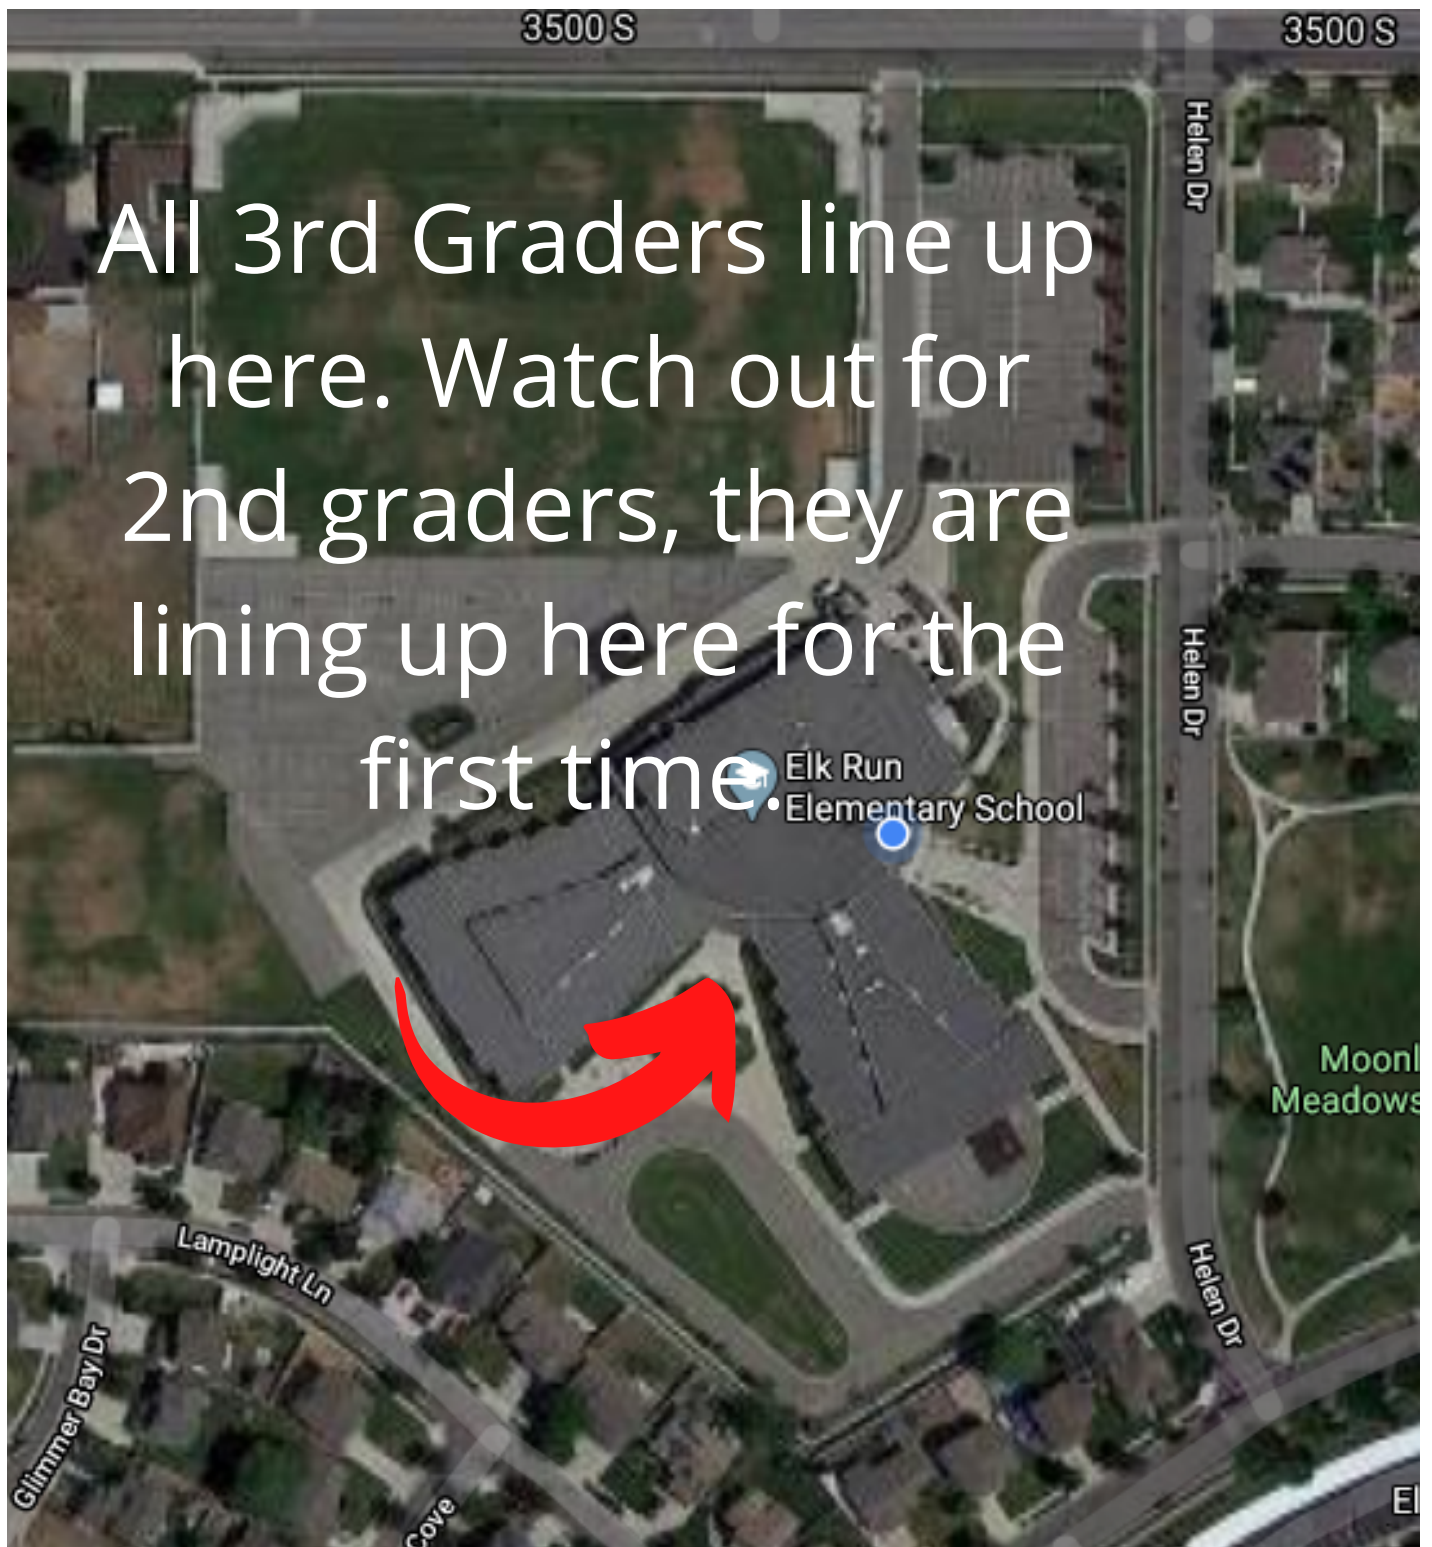 3500 S
3500 S
Helen Dr
All 3rd Graders line up
here. Watch out for
2nd graders, they are
lining up here for the
first time.
Helen Dr
Elk Run
Elementary School
Moonl
Meadows
Lamplight Ln
Helen Dr
Glimmer Bay Dr
Cove
El